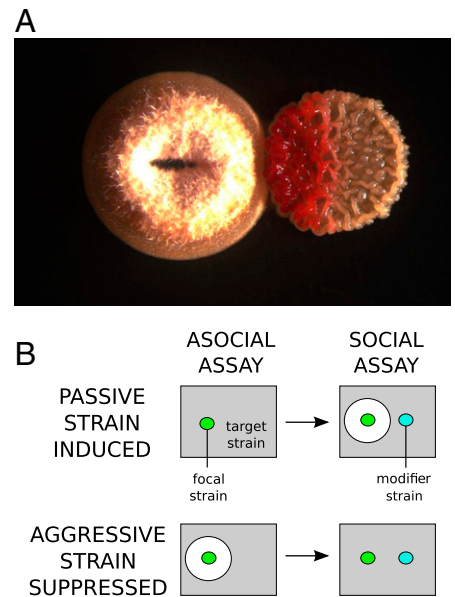 A
B
ASOCIAL
ASSAY
SOCIAL
ASSAY
PASSIVE
STRAIN
INDUCED
target
strain
focal
strain
modifier
strain
AGGRESSIVE
STRAIN
SUPPRESSED